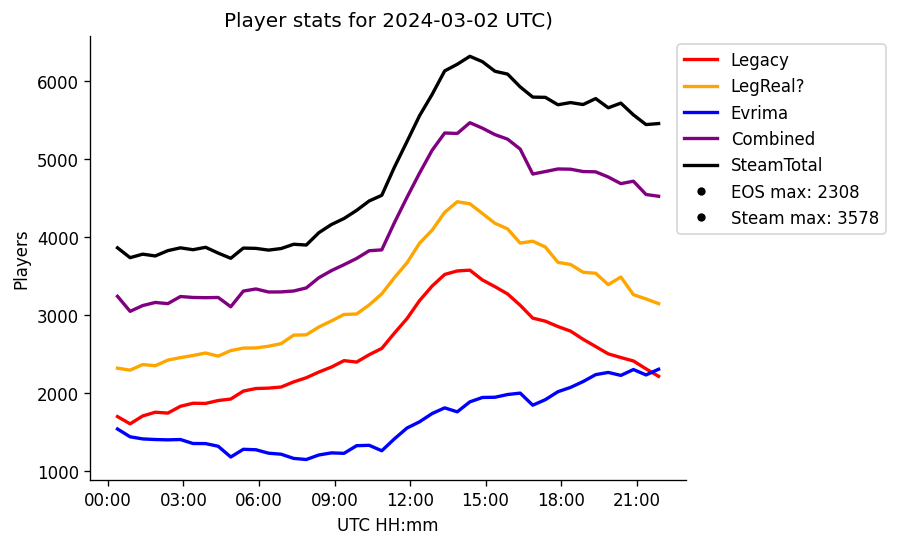 Player stats for 2024-03-02 UTC)
Legacy
LegReal?
Evrima
Combined
SteamTotal
EOS max: 2308
Steam max: 3578
Players
6000
5000
4000
3000
2000
1000
00:00 03:00 06:00 09:00 12:00 15:00 18:00 21:00
UTC HH:mm